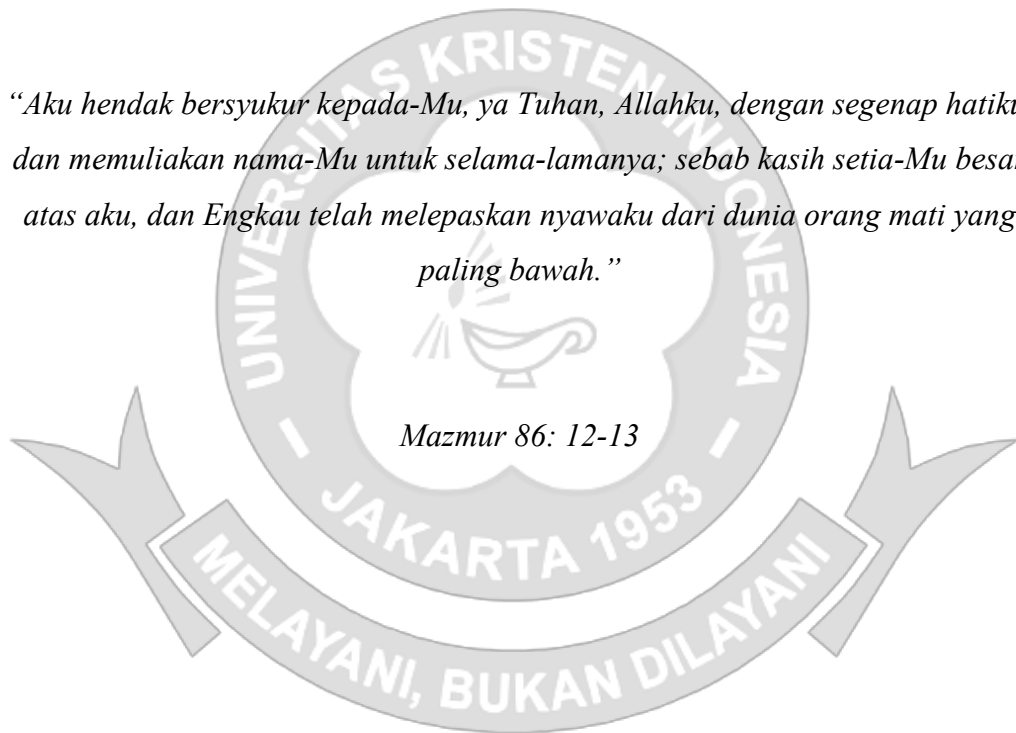 “Aku hendak bersyukur kepada-Mu, ya Tuhan, Allahku, dengan segenap hatiku
dan memuliakan nama-Mu untuk selama-lamanya; sebab kasih setia-Mu besar
atas aku, dan Engkau telah melepaskan nyawaku dari dunia orang mati yang
paling bawah.”
Mazmur 86: 12-13
UNIVERSITAS KRISTEN INDONESIA
JAKARTA 1953
MELAYANI, BUKAN DILAYANI